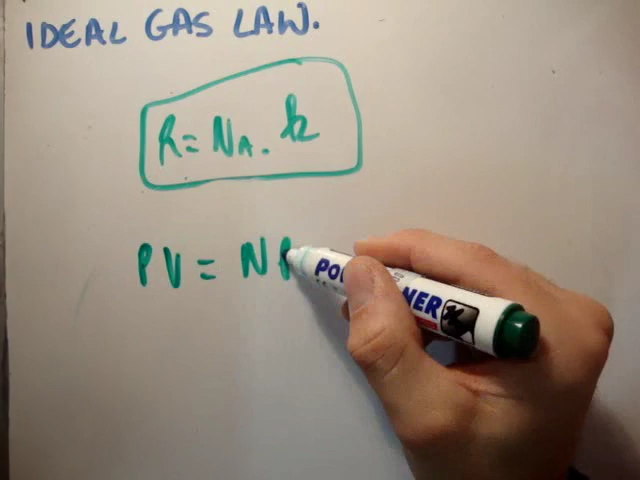 IDEAL GAS LAW.
R = NA. k
PV = N